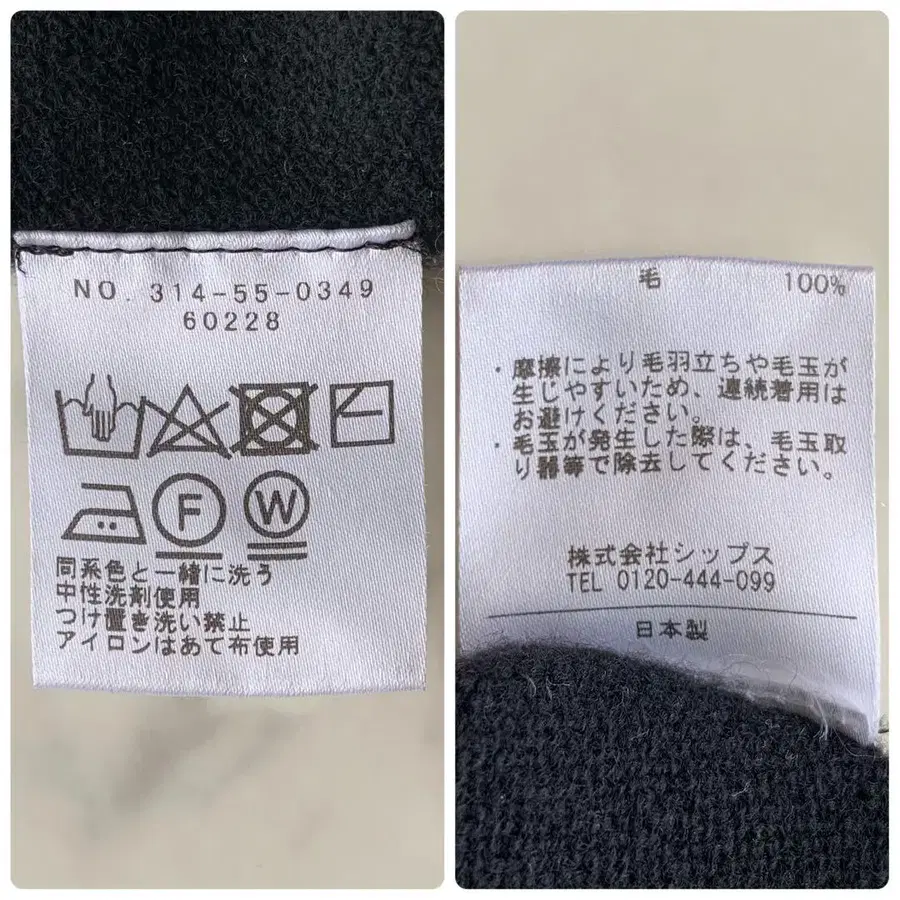 NO. 314-55-0349
60228
F
W
同系色と一緒に洗う
中性洗剤使用
つけ置き洗い禁止
アイロンはあて布使用
毛 100%
・摩擦により毛羽立ちや毛玉が
生じやすいため、連続着用は
お避けください。
・毛玉が発生した際は、毛玉取
り器等で除去してください。
株式会社シップス
TEL 0120-444-099
日本製